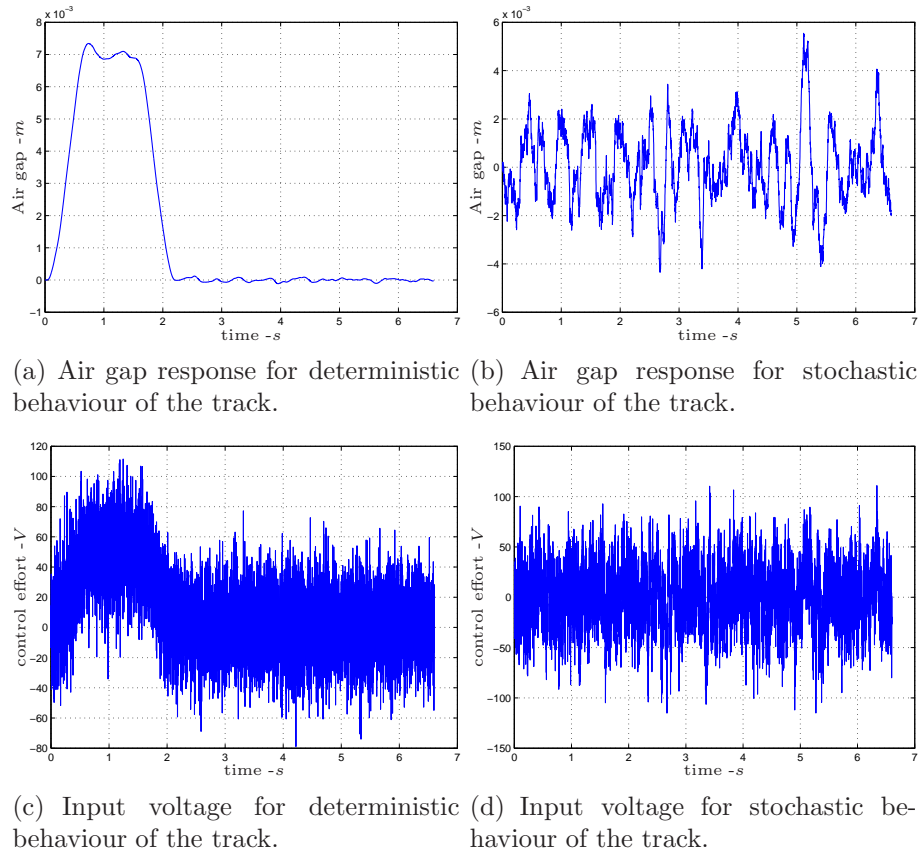 x 10⁻³
8
7
6
5
4
3
2
1
0
−1
0 1 2 3 4 5 6 7
Air gap -m
time -s
x 10⁻³
6
4
2
0
−2
−4
−6
0 1 2 3 4 5 6 7
Air gap -m
time -s
(a) Air gap response for deterministic
behaviour of the track.
(b) Air gap response for stochastic
behaviour of the track.
120
100
80
60
40
20
0
−20
−40
−60
−80
0 1 2 3 4 5 6 7
control effort -V
time -s
150
100
50
0
−50
−100
−150
0 1 2 3 4 5 6 7
control effort -V
time -s
(c) Input voltage for deterministic
behaviour of the track.
(d) Input voltage for stochastic be-
haviour of the track.